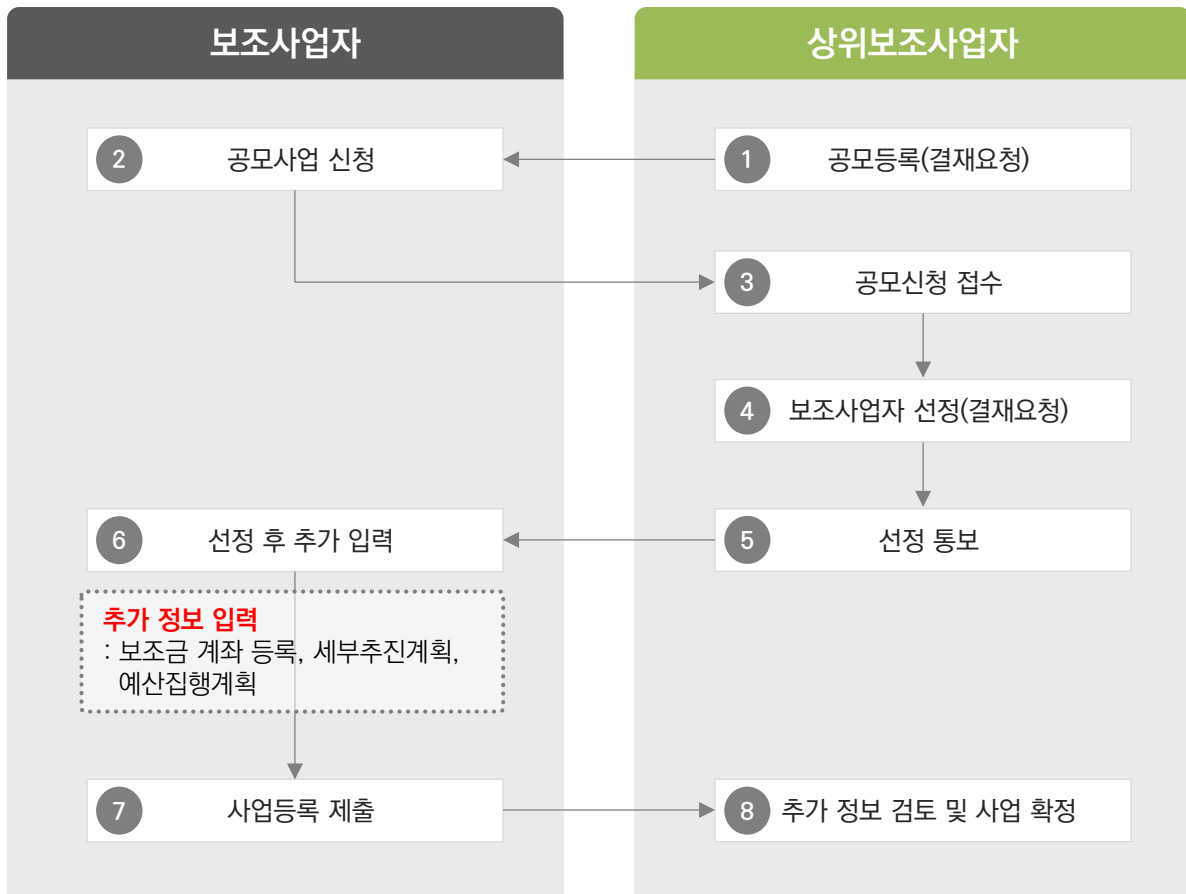 보조사업자
상위보조사업자
2 공모사업 신청
1 공모등록(결재요청)
3 공모신청 접수
4 보조사업자 선정(결재요청)
6 선정 후 추가 입력
5 선정 통보
추가 정보 입력
: 보조금 계좌 등록, 세부추진계획,
예산집행계획
7 사업등록 제출
8 추가 정보 검토 및 사업 확정